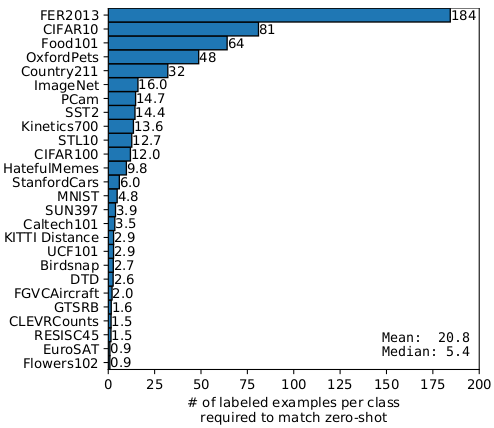 FER2013 184
CIFAR10 81
Food101 64
OxfordPets 48
Country211 32
ImageNet 16.0
PCam 14.7
SST2 14.4
Kinetics700 13.6
STL10 12.7
CIFAR100 12.0
HatefulMemes 9.8
StanfordCars 6.0
MNIST 4.8
SUN397 3.9
Caltech101 3.5
KITTI Distance 2.9
UCF101 2.9
Birdsnap 2.7
DTD 2.6
FGVCAircraft 2.0
GTSRB 1.6
CLEVRCounts 1.5
RESISC45 1.5
EuroSAT 0.9
Flowers102 0.9
Mean: 20.8
Median: 5.4
0 25 50 75 100 125 150 175 200
# of labeled examples per class
required to match zero-shot